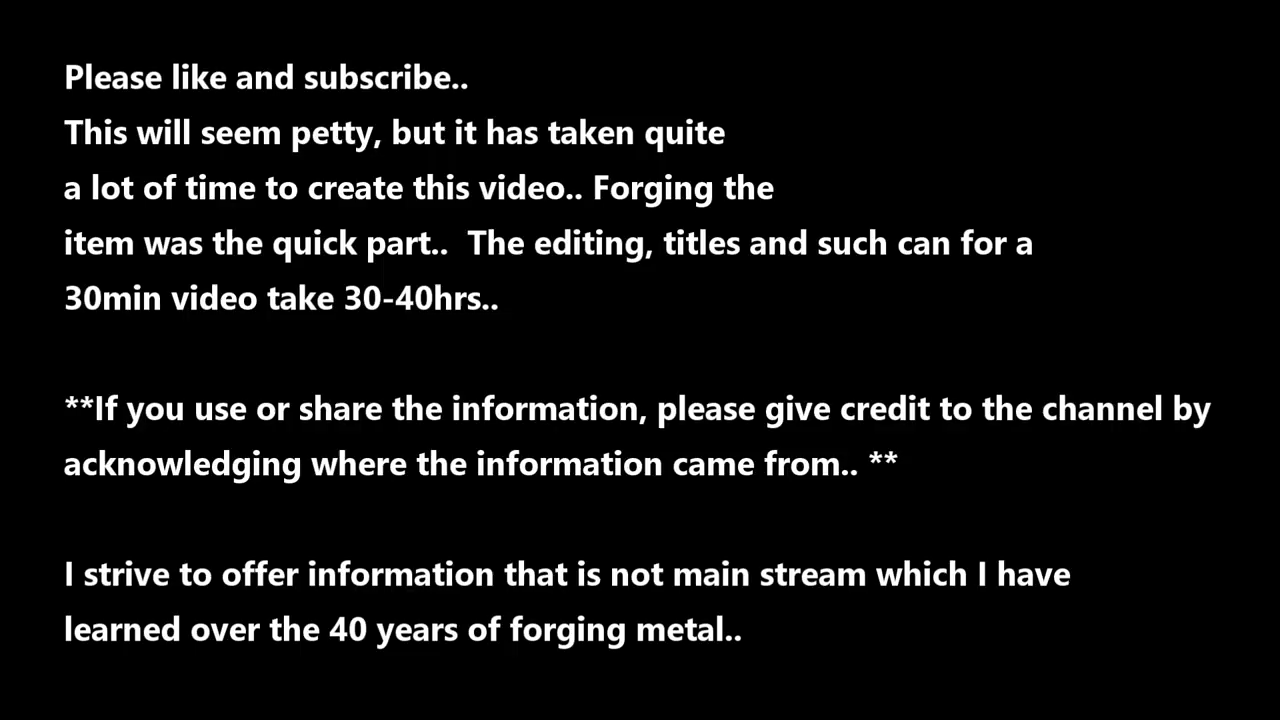 Please like and subscribe..
This will seem petty, but it has taken quite
a lot of time to create this video.. Forging the
item was the quick part..  The editing, titles and such can for a
30min video take 30-40hrs..
**If you use or share the information, please give credit to the channel by
acknowledging where the information came from.. **
I strive to offer information that is not main stream which I have
learned over the 40 years of forging metal..